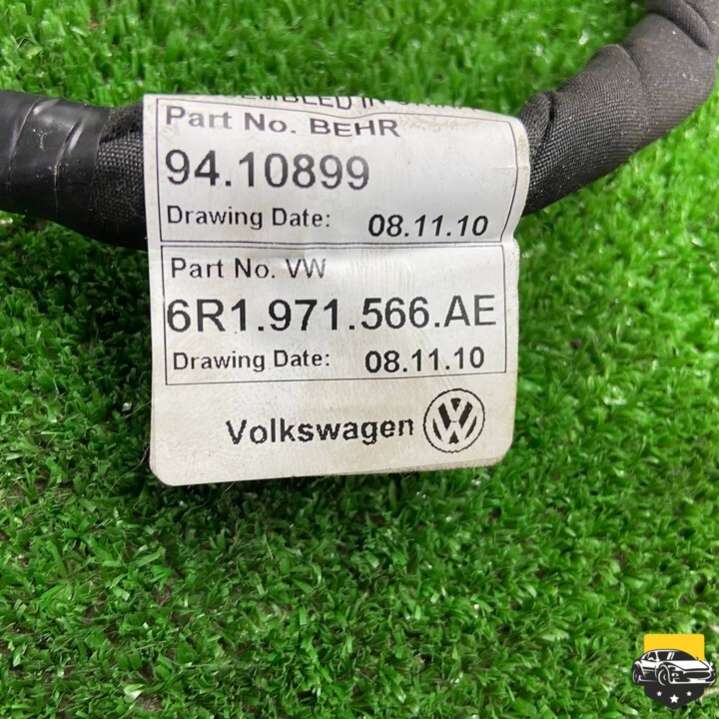 Part No. BEHR
94.10899
Drawing Date: 08.11.10
Part No. VW
6R1.971.566.AE
Drawing Date: 08.11.10
Volkswagen